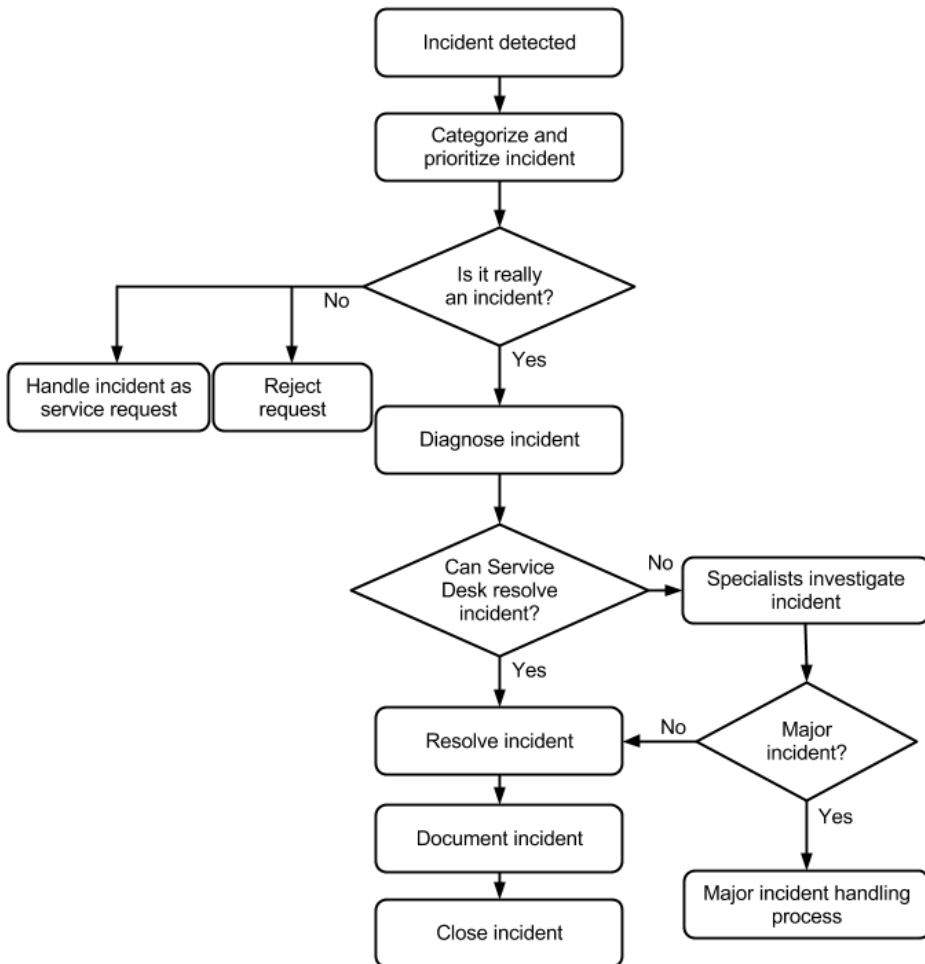 Incident detected
Categorize and
prioritize incident
Is it really
an incident?
No
Yes
Handle incident as
service request
Reject
request
Diagnose incident
Can Service
Desk resolve
incident?
No
Specialists investigate
incident
Yes
Resolve incident
No
Major
incident?
Yes
Document incident
Major incident handling
process
Close incident